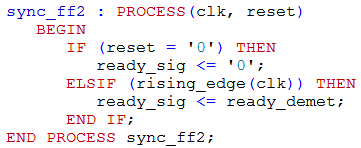 sync_ff2 : PROCESS(clk, reset)
   BEGIN
      IF (reset = '0') THEN
         ready_sig <= '0';
      ELSIF (rising_edge(clk)) THEN
         ready_sig <= ready_demet;
      END IF;
END PROCESS sync_ff2;